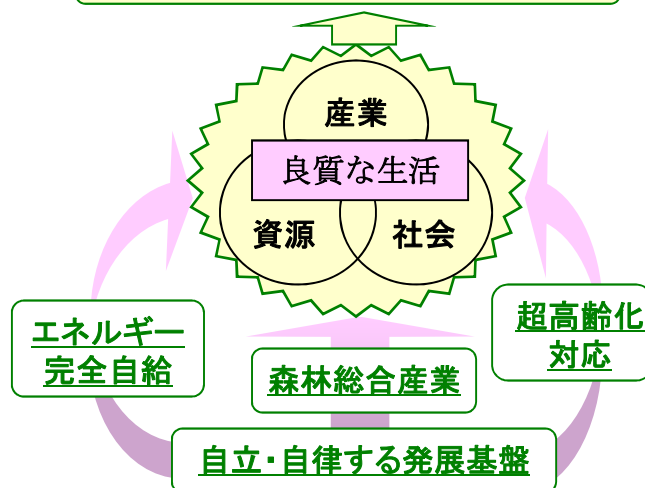 産業
良質な生活
資源
社会
エネルギー
完全自給
超高齢化
対応
森林総合産業
自立・自律する発展基盤